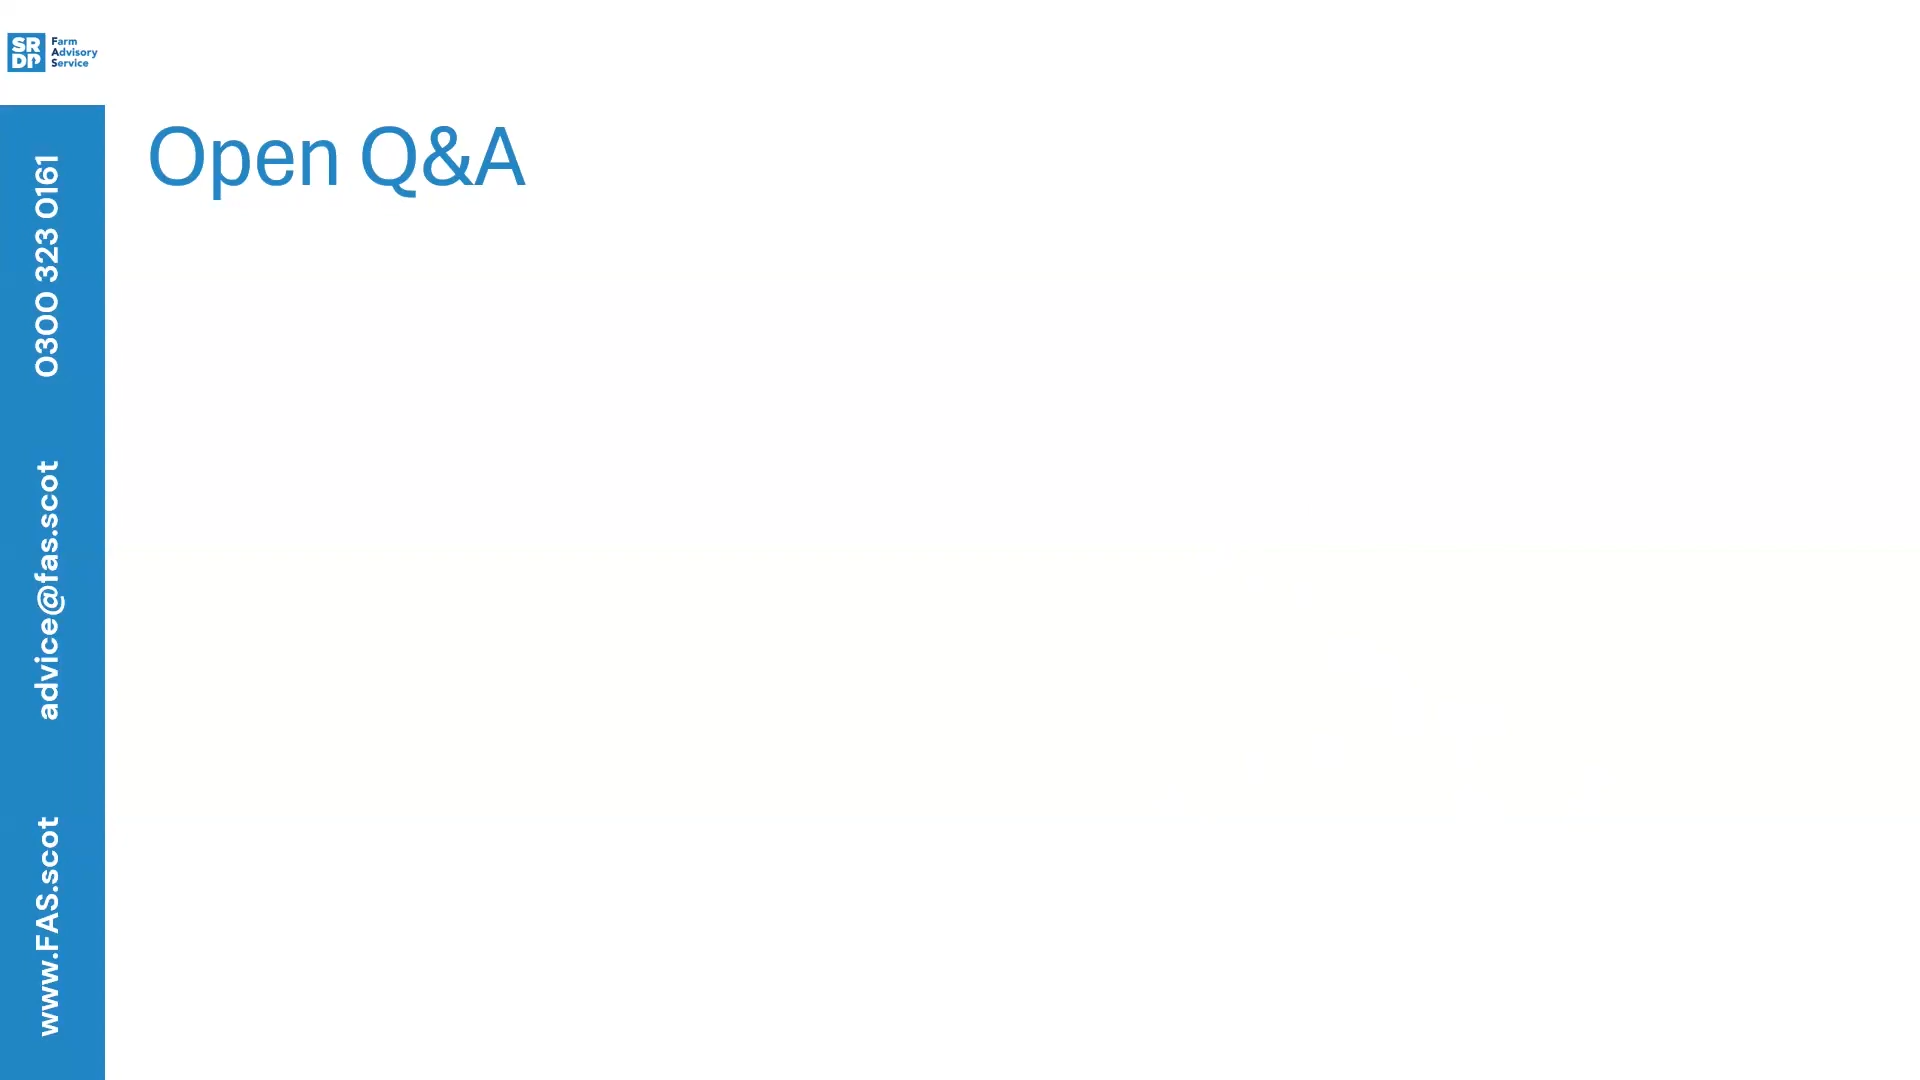 SR
DP
Farm
Advisory
Service
Open Q&A
0300 323 0161
advice@fas.scot
www.FAS.scot